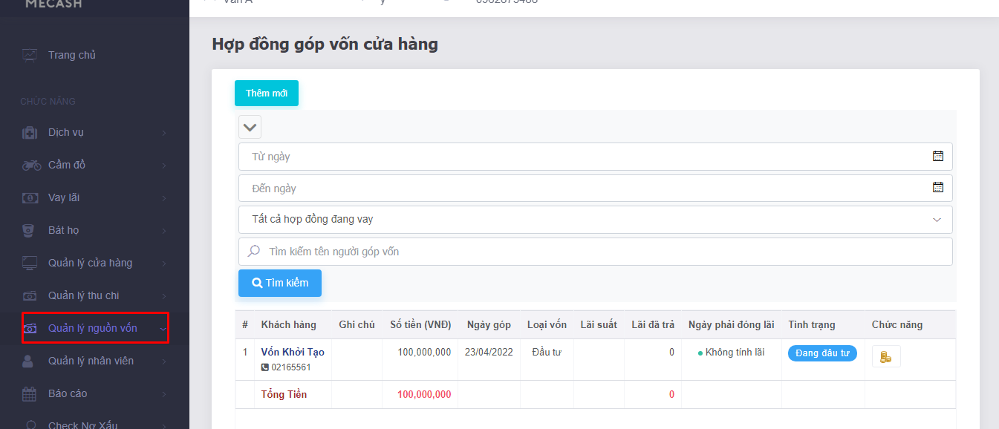 MECASH
Trang chủ
CHỨC NĂNG
Dịch vụ
Cầm đồ
Vay lãi
Bát họ
Quản lý cửa hàng
Quản lý thu chi
Quản lý nguồn vốn
Quản lý nhân viên
Báo cáo
Check Nợ Xấu
Văn A
Hợp đồng góp vốn cửa hàng
Thêm mới
Từ ngày
Đến ngày
Tất cả hợp đồng đang vay
Tìm kiếm tên người góp vốn
Tìm kiếm
# Khách hàng Ghi chú Số tiền (VNĐ) Ngày góp Loại vốn Lãi suất Lãi đã trả Ngày phải đóng lãi Tình trạng Chức năng
1 Vốn Khởi Tạo 100,000,000 23/04/2022 Đầu tư 0 Không tính lãi Đang đầu tư
02165561
Tổng Tiền 100,000,000 0